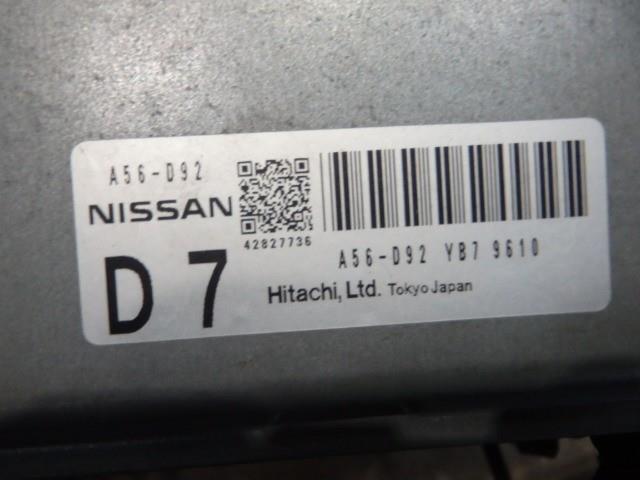 A56-D92
NISSAN
42827736
D 7
A56-D92 YB7 9610
Hitachi, Ltd. Tokyo Japan